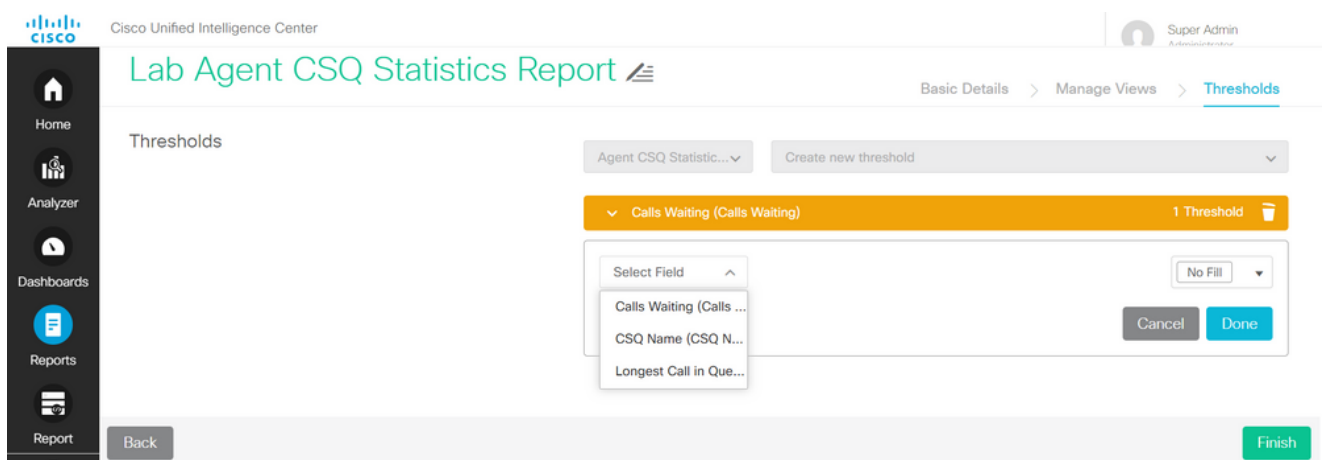 CISCO
Cisco Unified Intelligence Center
Super Admin
Administrator
Lab Agent CSQ Statistics Report
Basic Details > Manage Views > Thresholds
Home
Analyzer
Dashboards
Reports
Report
Thresholds
Agent CSQ Statistic...
Create new threshold
Calls Waiting (Calls Waiting)
1 Threshold
Select Field
No Fill
Calls Waiting (Calls ...
CSQ Name (CSQ N...
Longest Call in Que...
Cancel
Done
Back
Finish